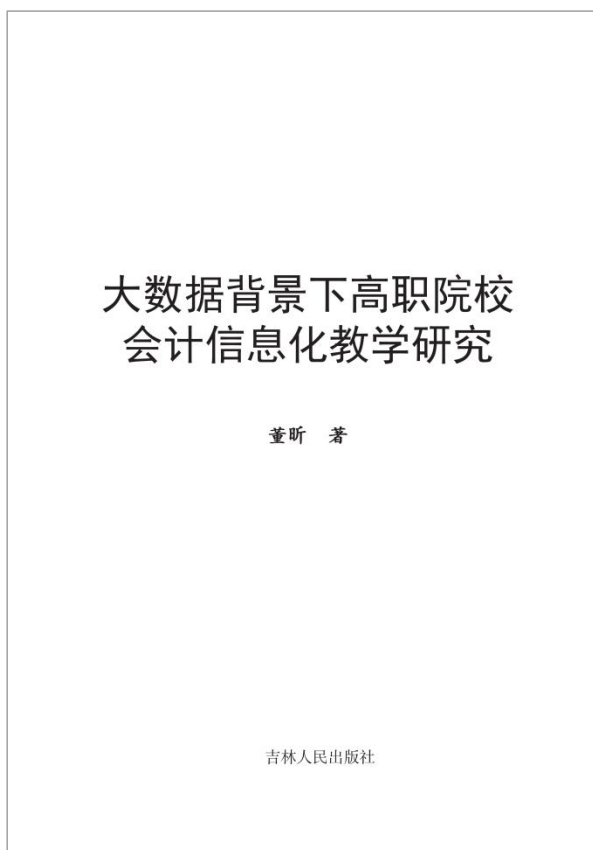 大数据背景下高职院校
会计信息化教学研究
董昕　著
吉林人民出版社